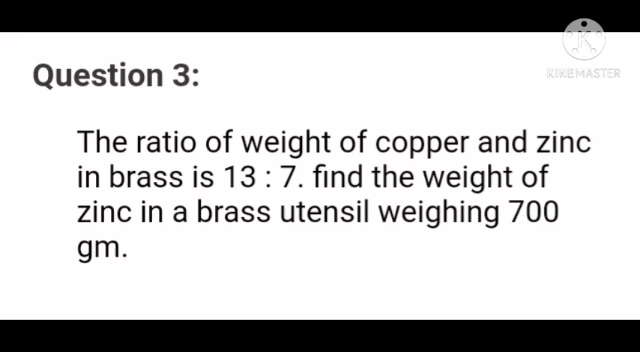 KINEMASTER
Question 3:
The ratio of weight of copper and zinc
in brass is 13 : 7. find the weight of
zinc in a brass utensil weighing 700
gm.